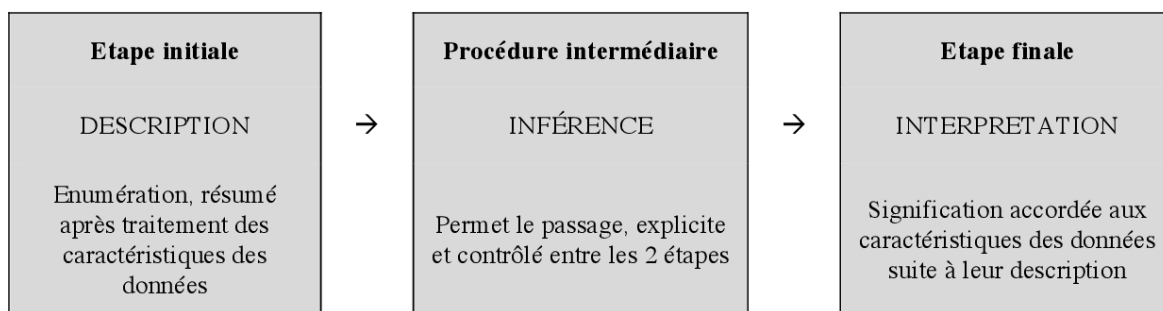 Etape initiale
DESCRIPTION
Enumération, résumé
après traitement des
caractéristiques des
données
→
Procédure intermédiaire
INFÉRENCE
Permet le passage, explicite
et contrôlé entre les 2 étapes
→
Etape finale
INTERPRETATION
Signification accordée aux
caractéristiques des données
suite à leur description